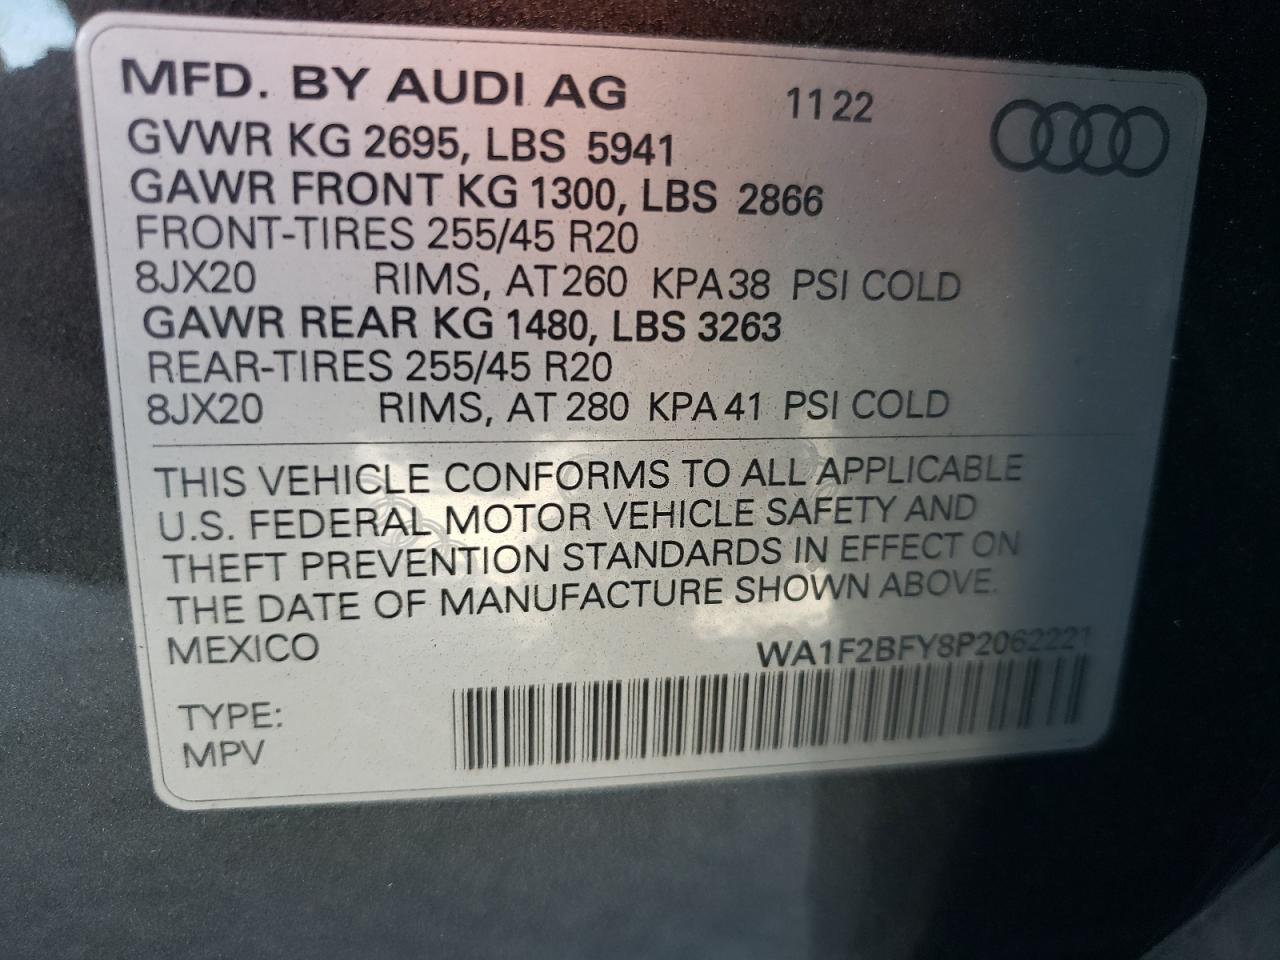 MFD. BY AUDI AG 11 22
GVWR KG 2695, LBS 5941
GAWR FRONT KG 1300, LBS 2866
FRONT-TIRES 255/45 R20
8JX20 RIMS, AT 260 KPA 38 PSI COLD
GAWR REAR KG 1480, LBS 3263
REAR-TIRES 255/45 R20
8JX20 RIMS, AT 280 KPA 41 PSI COLD
THIS VEHICLE CONFORMS TO ALL APPLICABLE
U.S. FEDERAL MOTOR VEHICLE SAFETY AND
THEFT PREVENTION STANDARDS IN EFFECT ON
THE DATE OF MANUFACTURE SHOWN ABOVE.
MEXICO WA1F2BFY8P2062221
TYPE:
MPV